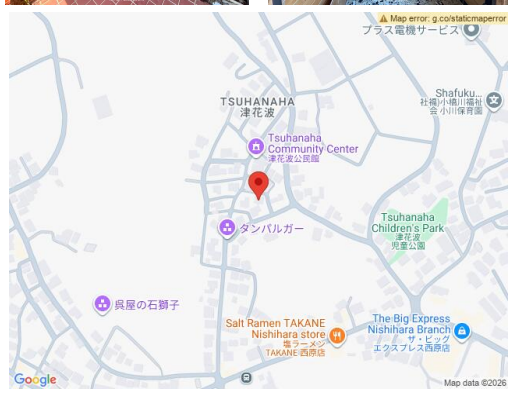 Map error: g.co/staticmaperror
プラス電機サービス
TSUHANAHA
津花波
Shafuku...
社福)小橋川福祉
会 小川保育園
Tsuhanaha
Community Center
津花波公民館
タンパルガー
Tsuhanaha
Children's Park
津花波
児童公園
呉屋の石獅子
Salt Ramen TAKANE
Nishihara store
塩ラーメン
TAKANE 西原店
The Big Express
Nishihara Branch
ザ・ビッグ
エクスプレス西原店
Google
Map data ©2026